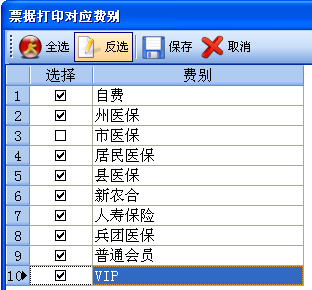 票据打印对应费别
全选 反选 保存 取消
选择 费别
1 自费
2 州医保
3 市医保
4 居民医保
5 县医保
6 新农合
7 人寿保险
8 兵团医保
9 普通会员
10 VIP